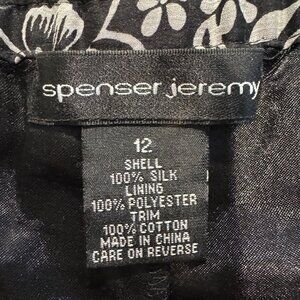 spenser jeremy
12
SHELL
100% SILK
LINING
100% POLYESTER
TRIM
100% COTTON
MADE IN CHINA
CARE ON REVERSE